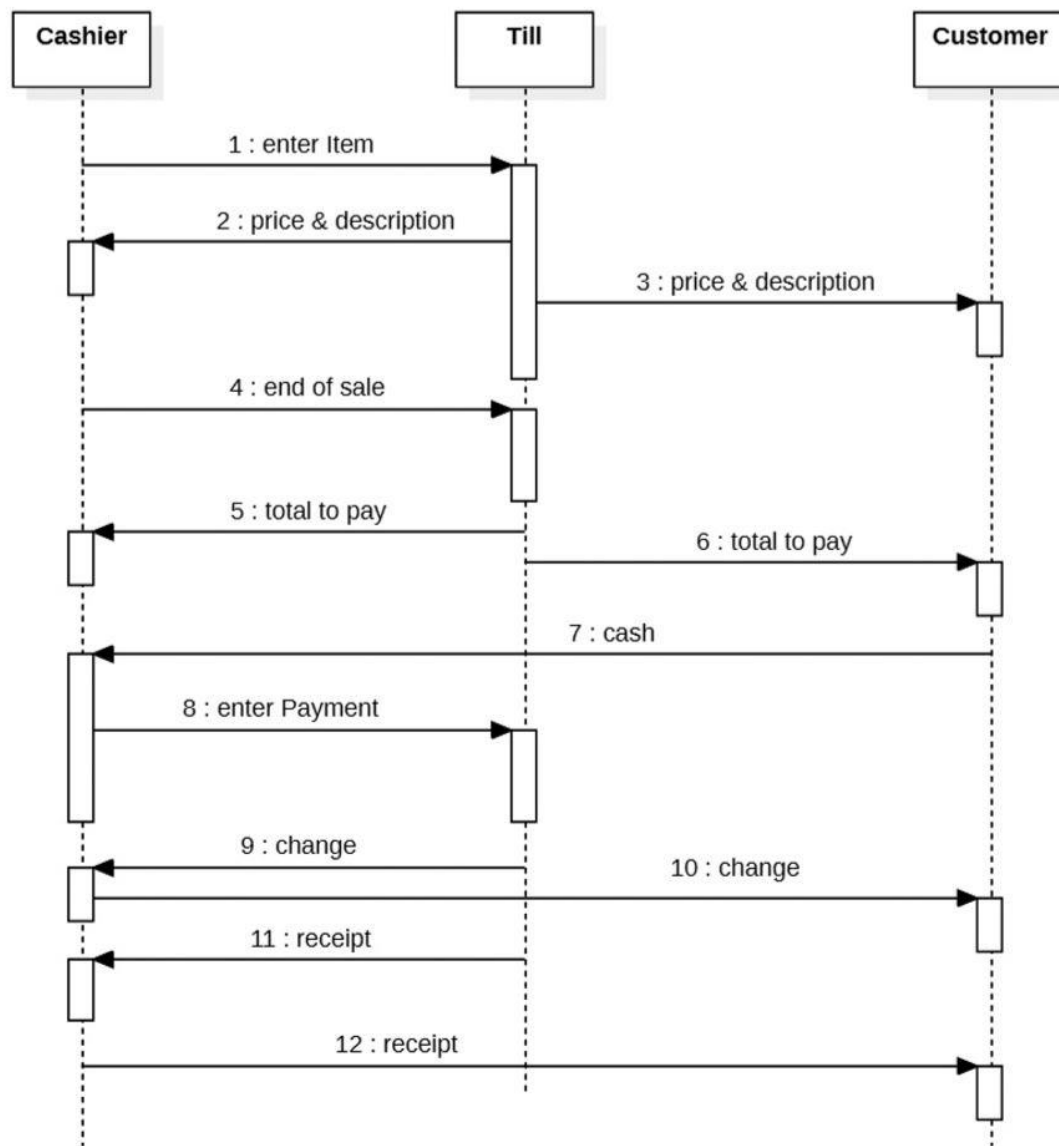 Cashier
Till
Customer
1 : enter Item
2 : price & description
3 : price & description
4 : end of sale
5 : total to pay
6 : total to pay
7 : cash
8 : enter Payment
9 : change
10 : change
11 : receipt
12 : receipt